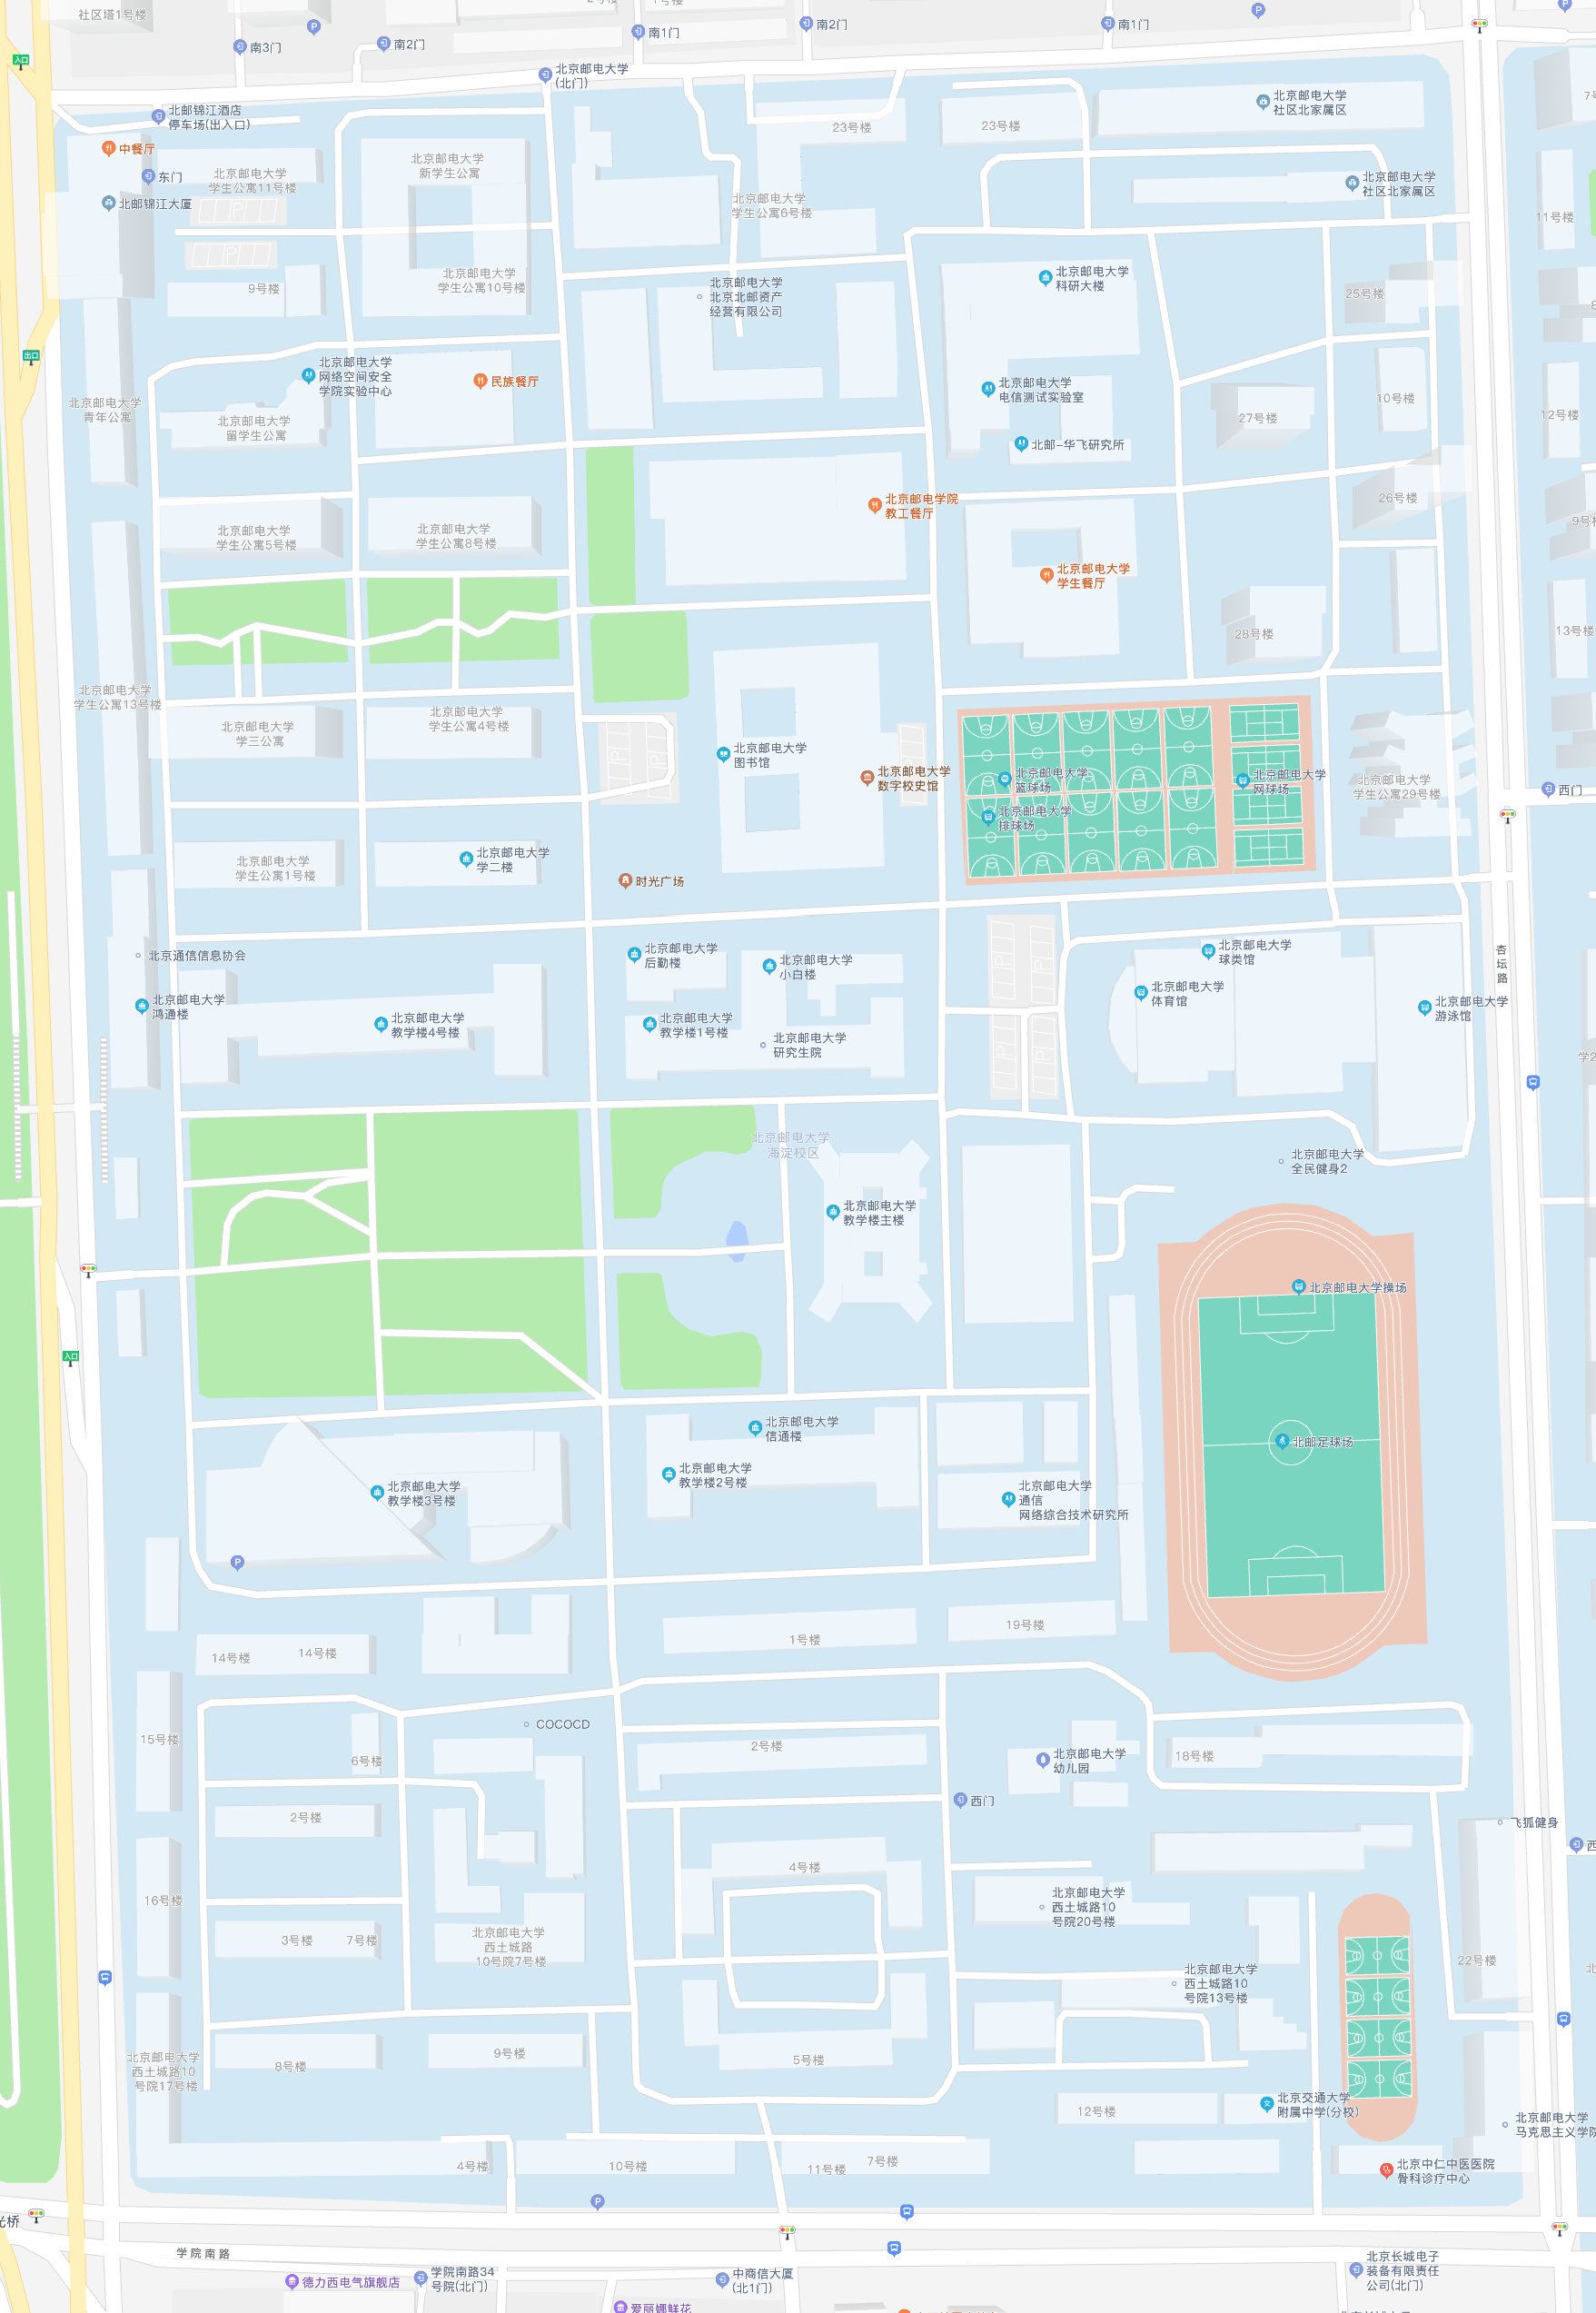 社区塔1号楼
南3门
南2门
南1门
南2门
南1门
北京邮电大学
(北门)
北邮锦江酒店
停车场(出入口)
中餐厅
东门
北邮锦江大厦
北京邮电大学
学生公寓11号楼
北京邮电大学
新学生公寓
23号楼
23号楼
北京邮电大学
社区北家属区
北京邮电大学
社区北家属区
北京邮电大学
学生公寓6号楼
11号楼
入口
9号楼
北京邮电大学
学生公寓10号楼
北京邮电大学
北京北邮资产
经营有限公司
北京邮电大学
科研大楼
25号楼
出口
北京邮电大学
网络空间安全
学院实验中心
民族餐厅
北京邮电大学
电信测试实验室
北京邮电大学
青年公寓
北京邮电大学
留学生公寓
27号楼
10号楼
12号楼
北邮-华飞研究所
北京邮电学院
教工餐厅
26号楼
北京邮电大学
学生公寓5号楼
北京邮电大学
学生公寓8号楼
9号楼
北京邮电大学
学生餐厅
28号楼
13号楼
北京邮电大学
学生公寓13号楼
北京邮电大学
学三公寓
北京邮电大学
学生公寓4号楼
北京邮电大学
图书馆
北京邮电大学
数字校史馆
北京邮电大学
篮球场
北京邮电大学
排球场
北京邮电大学
网球场
北京邮电大学
学生公寓29号楼
西门
北京邮电大学
学生公寓1号楼
北京邮电大学
学二楼
时光广场
北京通信信息协会
北京邮电大学
鸿通楼
北京邮电大学
教学楼4号楼
北京邮电大学
后勤楼
北京邮电大学
小白楼
北京邮电大学
教学楼1号楼
北京邮电大学
研究生院
北京邮电大学
球类馆
北京邮电大学
体育馆
北京邮电大学
游泳馆
杏坛路
北京邮电大学
海淀校区
北京邮电大学
全民健身2
北京邮电大学
教学楼主楼
北京邮电大学操场
入口
北京邮电大学
信通楼
北邮足球场
北京邮电大学
教学楼3号楼
北京邮电大学
教学楼2号楼
北京邮电大学
通信
网络综合技术研究所
14号楼
14号楼
1号楼
19号楼
15号楼
6号楼
COCOCD
2号楼
北京邮电大学
幼儿园
18号楼
西门
2号楼
飞狐健身
4号楼
16号楼
3号楼
7号楼
北京邮电大学
西土城路
10号院7号楼
北京邮电大学
西土城路10
号院20号楼
北京邮电大学
西土城路10
号院13号楼
22号楼
北京邮电大学
西土城路10
号院17号楼
8号楼
9号楼
5号楼
12号楼
北京交通大学
附属中学(分校)
北京邮电大学
马克思主义学院
4号楼
10号楼
11号楼
7号楼
北京中仁中医医院
骨科诊疗中心
学院南路
德力西电气旗舰店
学院南路34
号院(北门)
中商信大厦
(北1门)
北京长城电子
装备有限责任
公司(北门)
爱丽娜鲜花